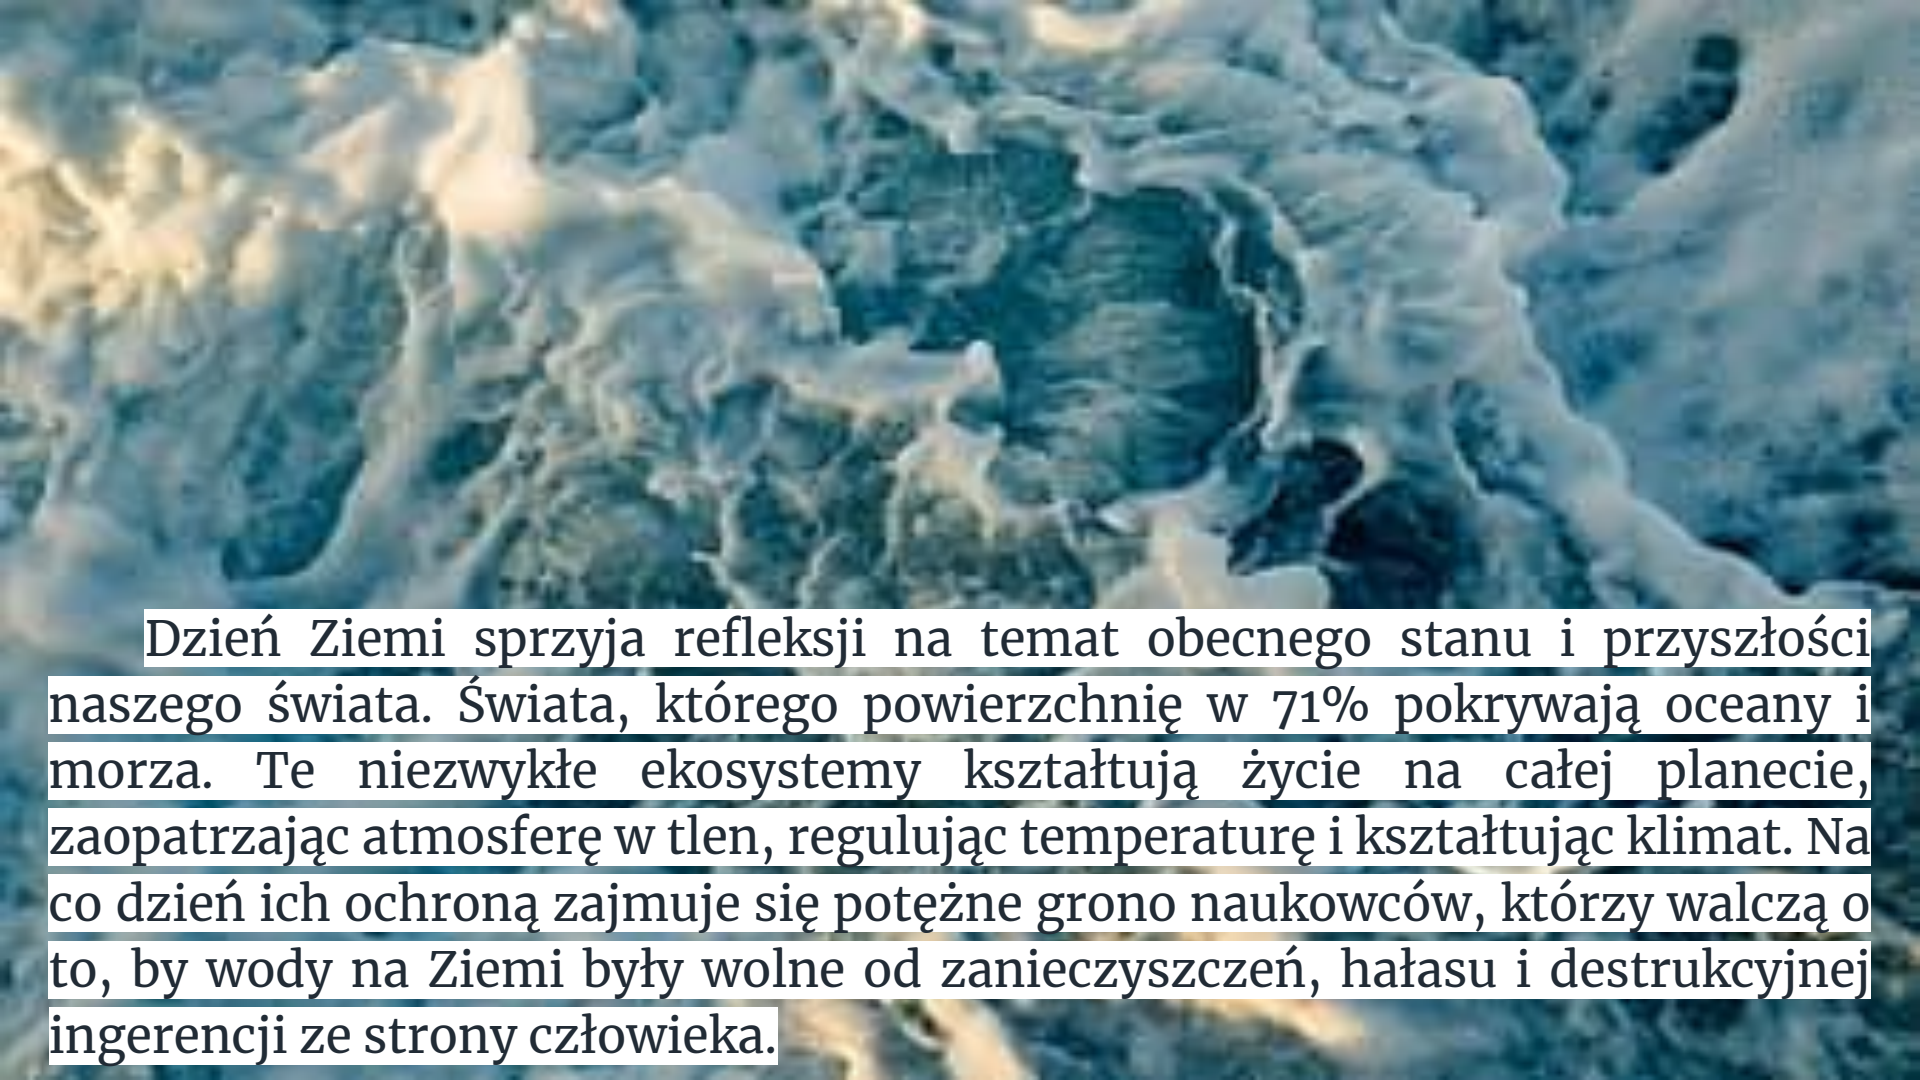 Dzień Ziemi sprzyja refleksji na temat obecnego stanu i przyszłości
naszego świata. Świata, którego powierzchnię w 71% pokrywają oceany i
morza. Te niezwykłe ekosystemy kształtują życie na całej planecie,
zaopatrzając atmosferę w tlen, regulując temperaturę i kształtując klimat. Na
co dzień ich ochroną zajmuje się potężne grono naukowców, którzy walczą o
to, by wody na Ziemi były wolne od zanieczyszczeń, hałasu i destrukcyjnej
ingerencji ze strony człowieka.